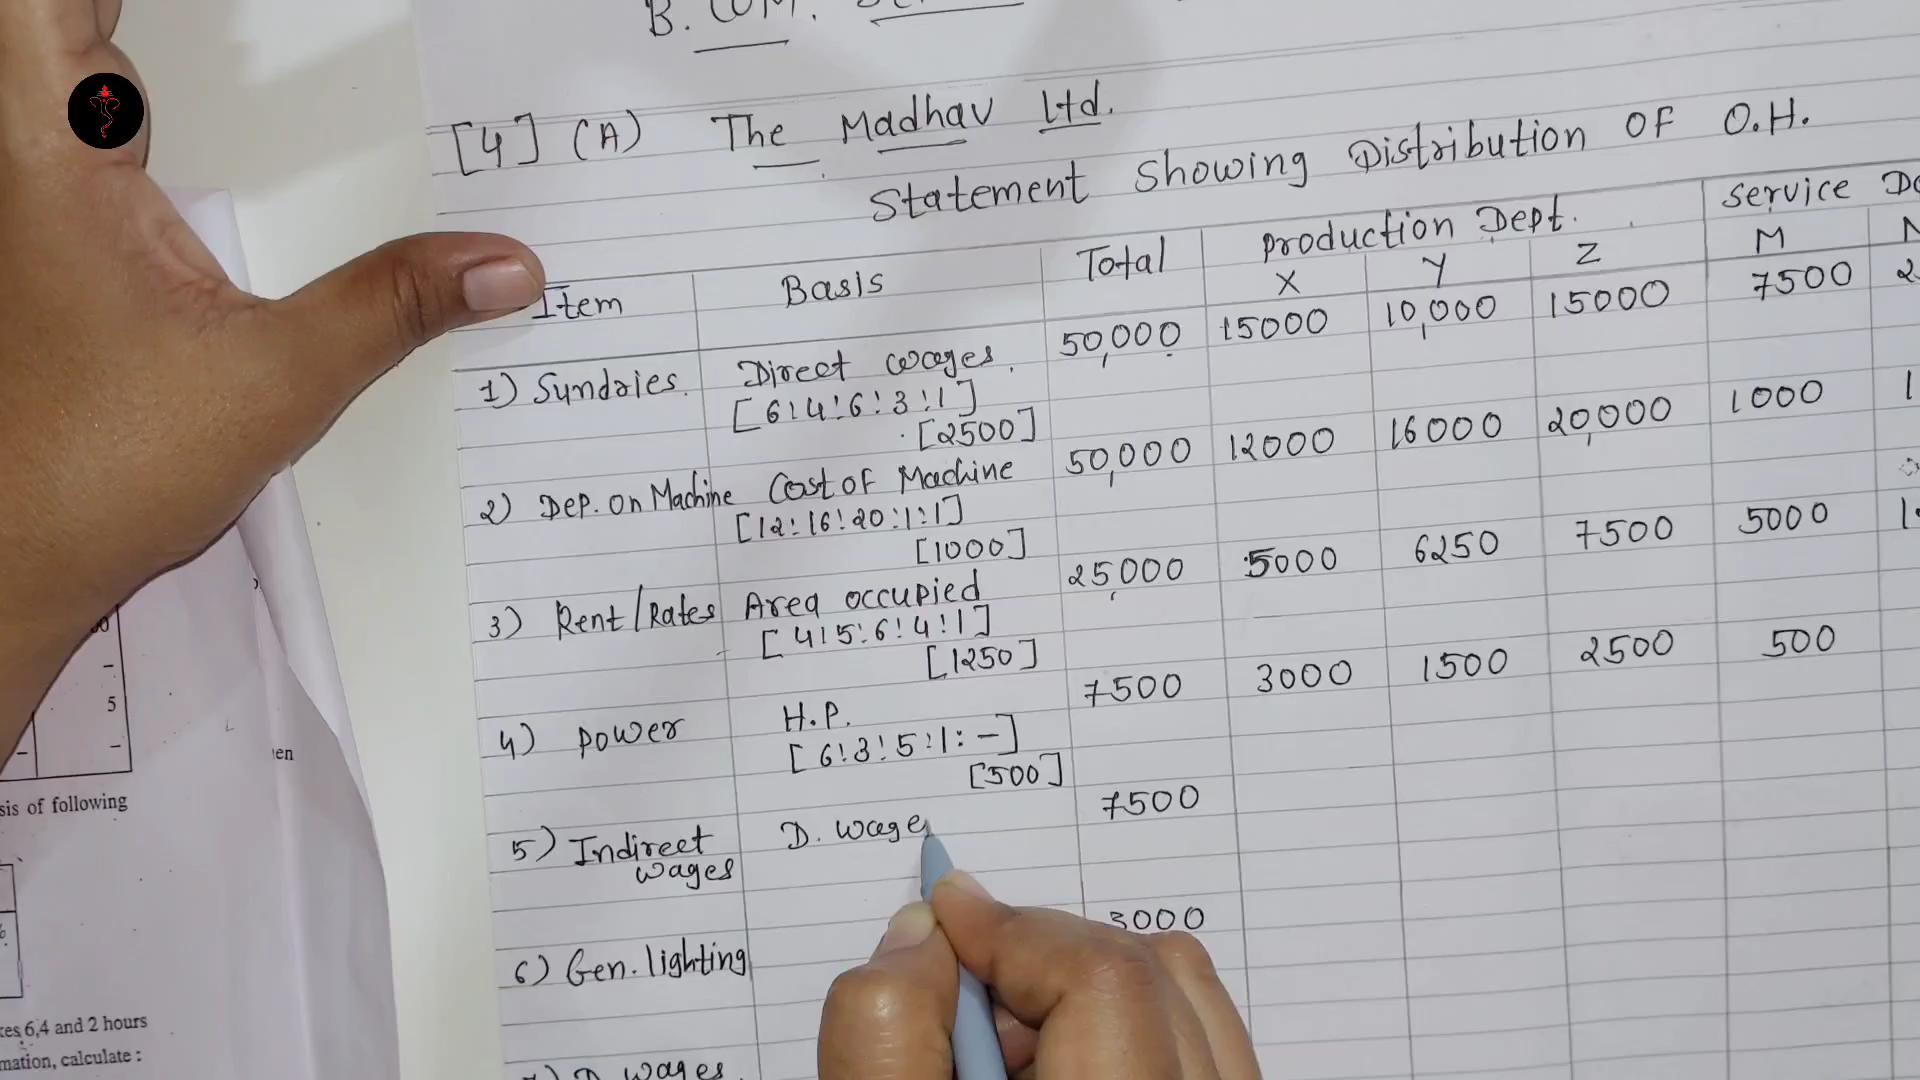 B. COM.
[4] (A) The Madhav Ltd.
Statement Showing Distribution OF O.H.
Item Basis Total Production Dept. Service
X Y Z M
1) Sundries. Direct wages. 50,000 15000 10,000 15000 7500
[6:4:6:3:1]
[2500]
2) Dep. on Machine Cost OF Machine 50,000 12000 16000 20,000 1000
[12:16:20:1:1]
[1000]
3) Rent/Rates Area occupied 25,000 5000 6250 7500 5000
[4:5:6:4:1]
[1250]
4) Power H.P. 7500 3000 1500 2500 500
[6:3:5:1:-]
[500]
5) Indirect D. wage 7500
wages
6) Gen. lighting 3000
D. wages
-
5
- -
en
sis of following
6,4 and 2 hours
mation, calculate :